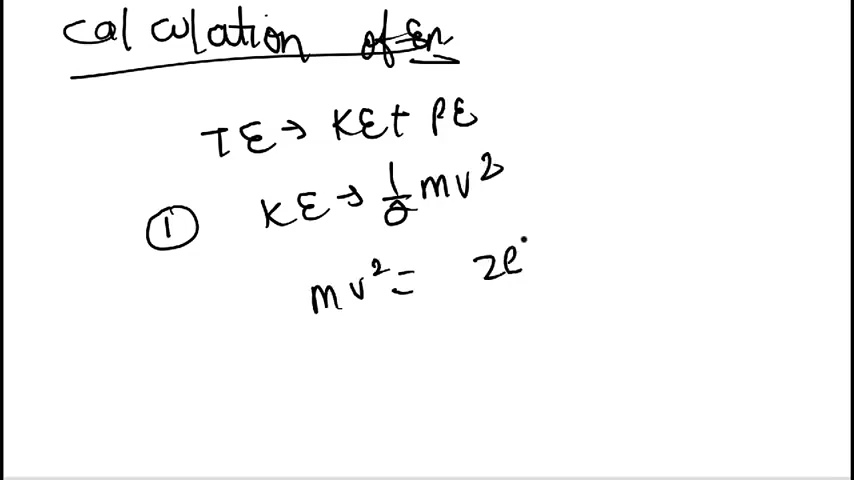 Calculation of En
TE → KE + PE
① KE → 1/2 mv²
mv² = ze